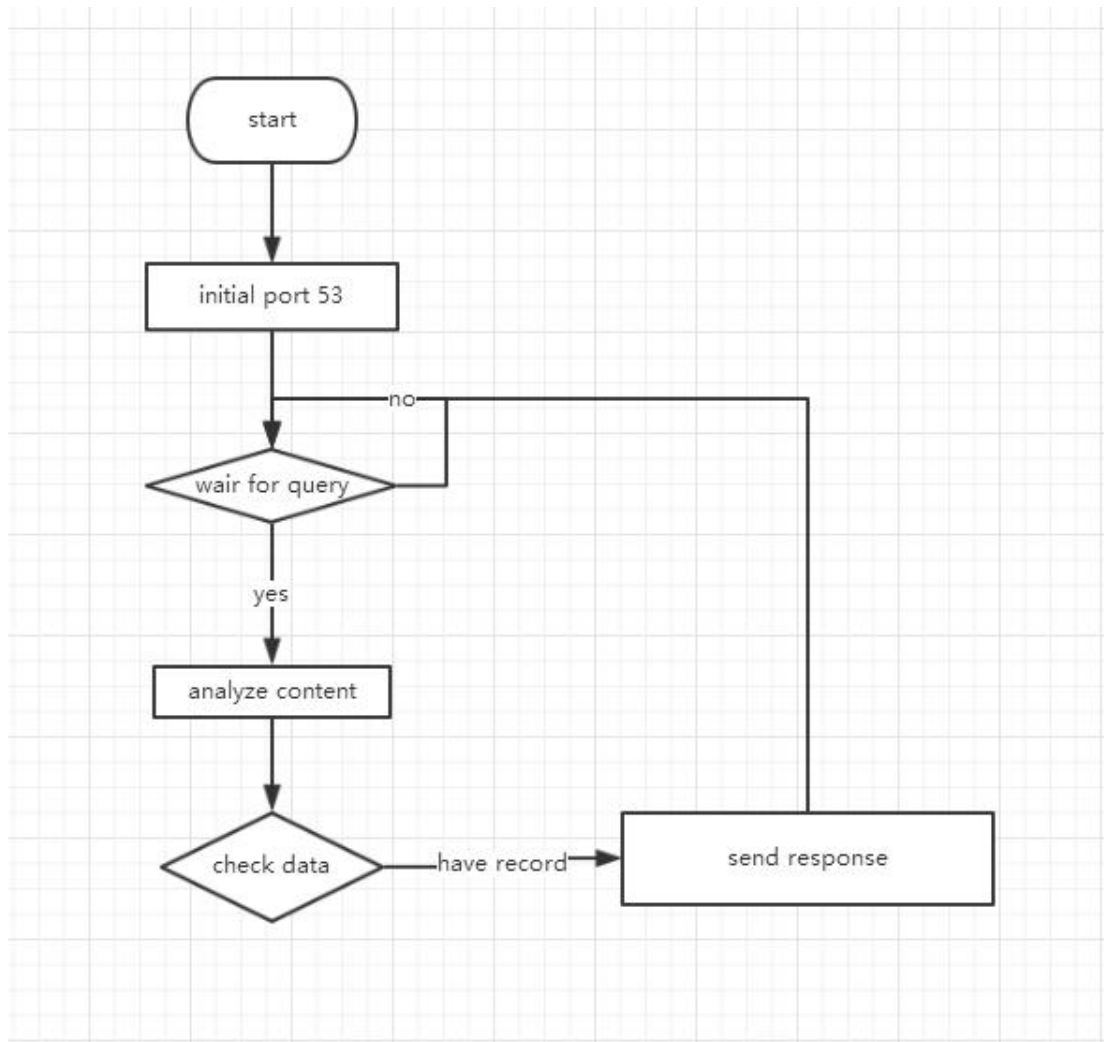 start
initial port 53
no
wair for query
yes
analyze content
check data
have record
send response